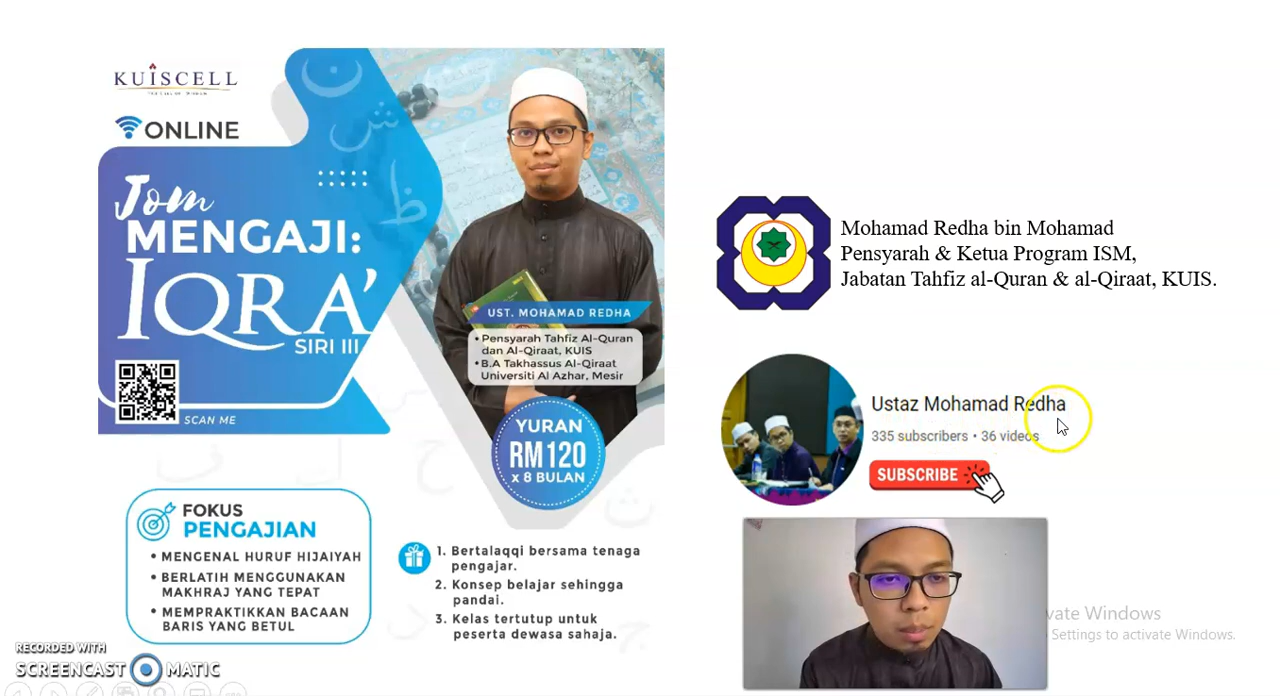 KUISCELL
ONLINE
Jom
MENGAJI:
IQRA'
SIRI III
SCAN ME
UST. MOHAMAD REDHA
• Pensyarah Tahfiz Al-Quran
dan Al-Qiraat, KUIS
• B.A Takhassus Al-Qiraat
Universiti Al Azhar, Mesir
YURAN
RM120
x 8 BULAN
FOKUS
PENGAJIAN
• MENGENAL HURUF HIJAIYAH
• BERLATIH MENGGUNAKAN
MAKHRAJ YANG TEPAT
• MEMPRAKTIKKAN BACAAN
BARIS YANG BETUL
1. Bertalaqqi bersama tenaga
pengajar.
2. Konsep belajar sehingga
pandai.
3. Kelas tertutup untuk
peserta dewasa sahaja.
Mohamad Redha bin Mohamad
Pensyarah & Ketua Program ISM,
Jabatan Tahfiz al-Quran & al-Qiraat, KUIS.
Ustaz Mohamad Redha
335 subscribers • 36 videos
SUBSCRIBE
vate Windows
Settings to activate Windows.
RECORDED WITH
SCREENCAST MATIC